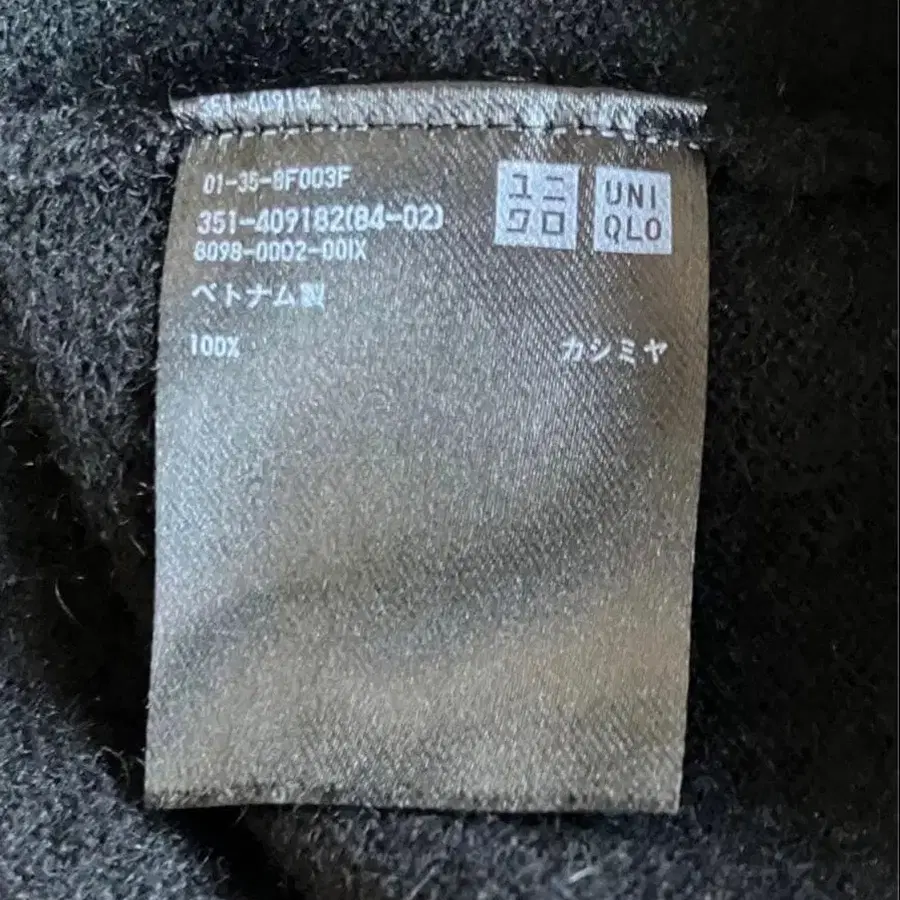 351-409182
01-35-8F003F
351-409182(84-02)
8098-0002-00IX
ユニ
クロ
UNI
QLO
ベトナム製
100% カシミヤ